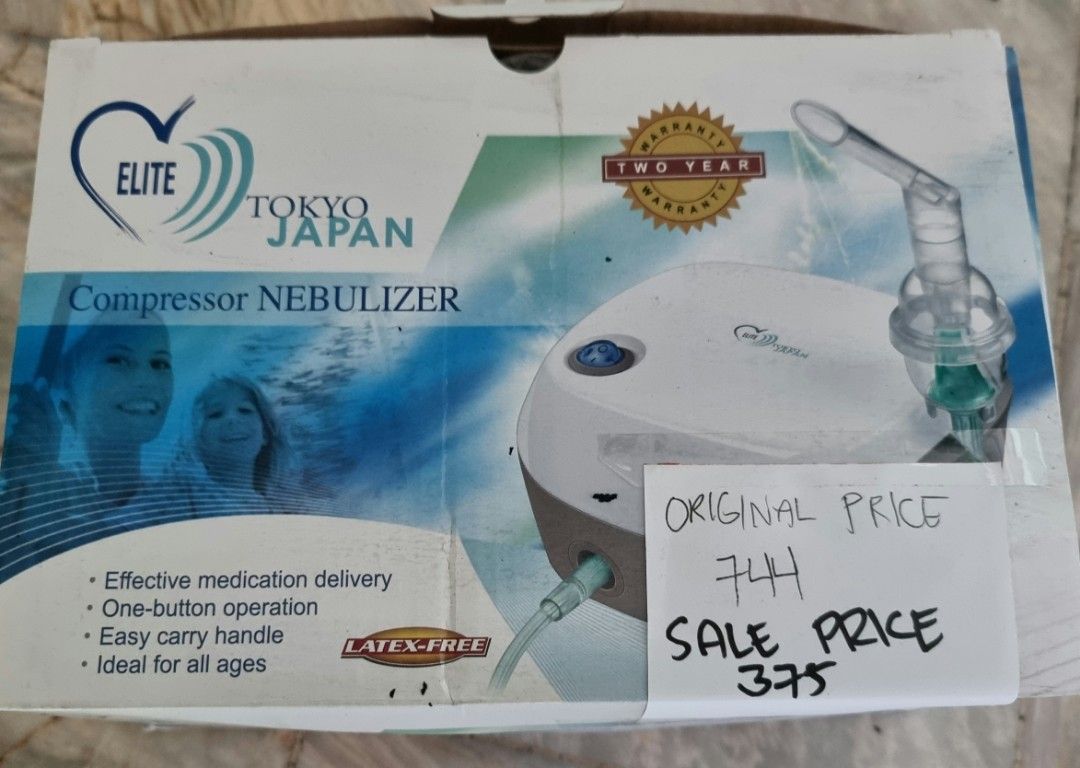 ELITE
TOKYO
JAPAN
WARRANTY
TWO YEAR
WARRANTY
Compressor NEBULIZER
ELITE
• Effective medication delivery
• One-button operation
• Easy carry handle
• Ideal for all ages
LATEX-FREE
ORIGINAL PRICE
744
SALE PRICE
375